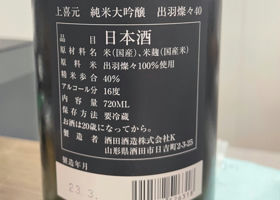 上喜元 純米大吟醸 出羽燦々40
品目 日本酒
原材料名 米(国産)、米麹(国産米)
原料米 出羽燦々100%使用
精米歩合 40%
アルコール分 16度
内容量 720ML
保存方法 要冷蔵
お酒は20歳になってから。
製造者 酒田酒造株式会社K
山形県酒田市日吉町2-3-25
製造年月
23.3